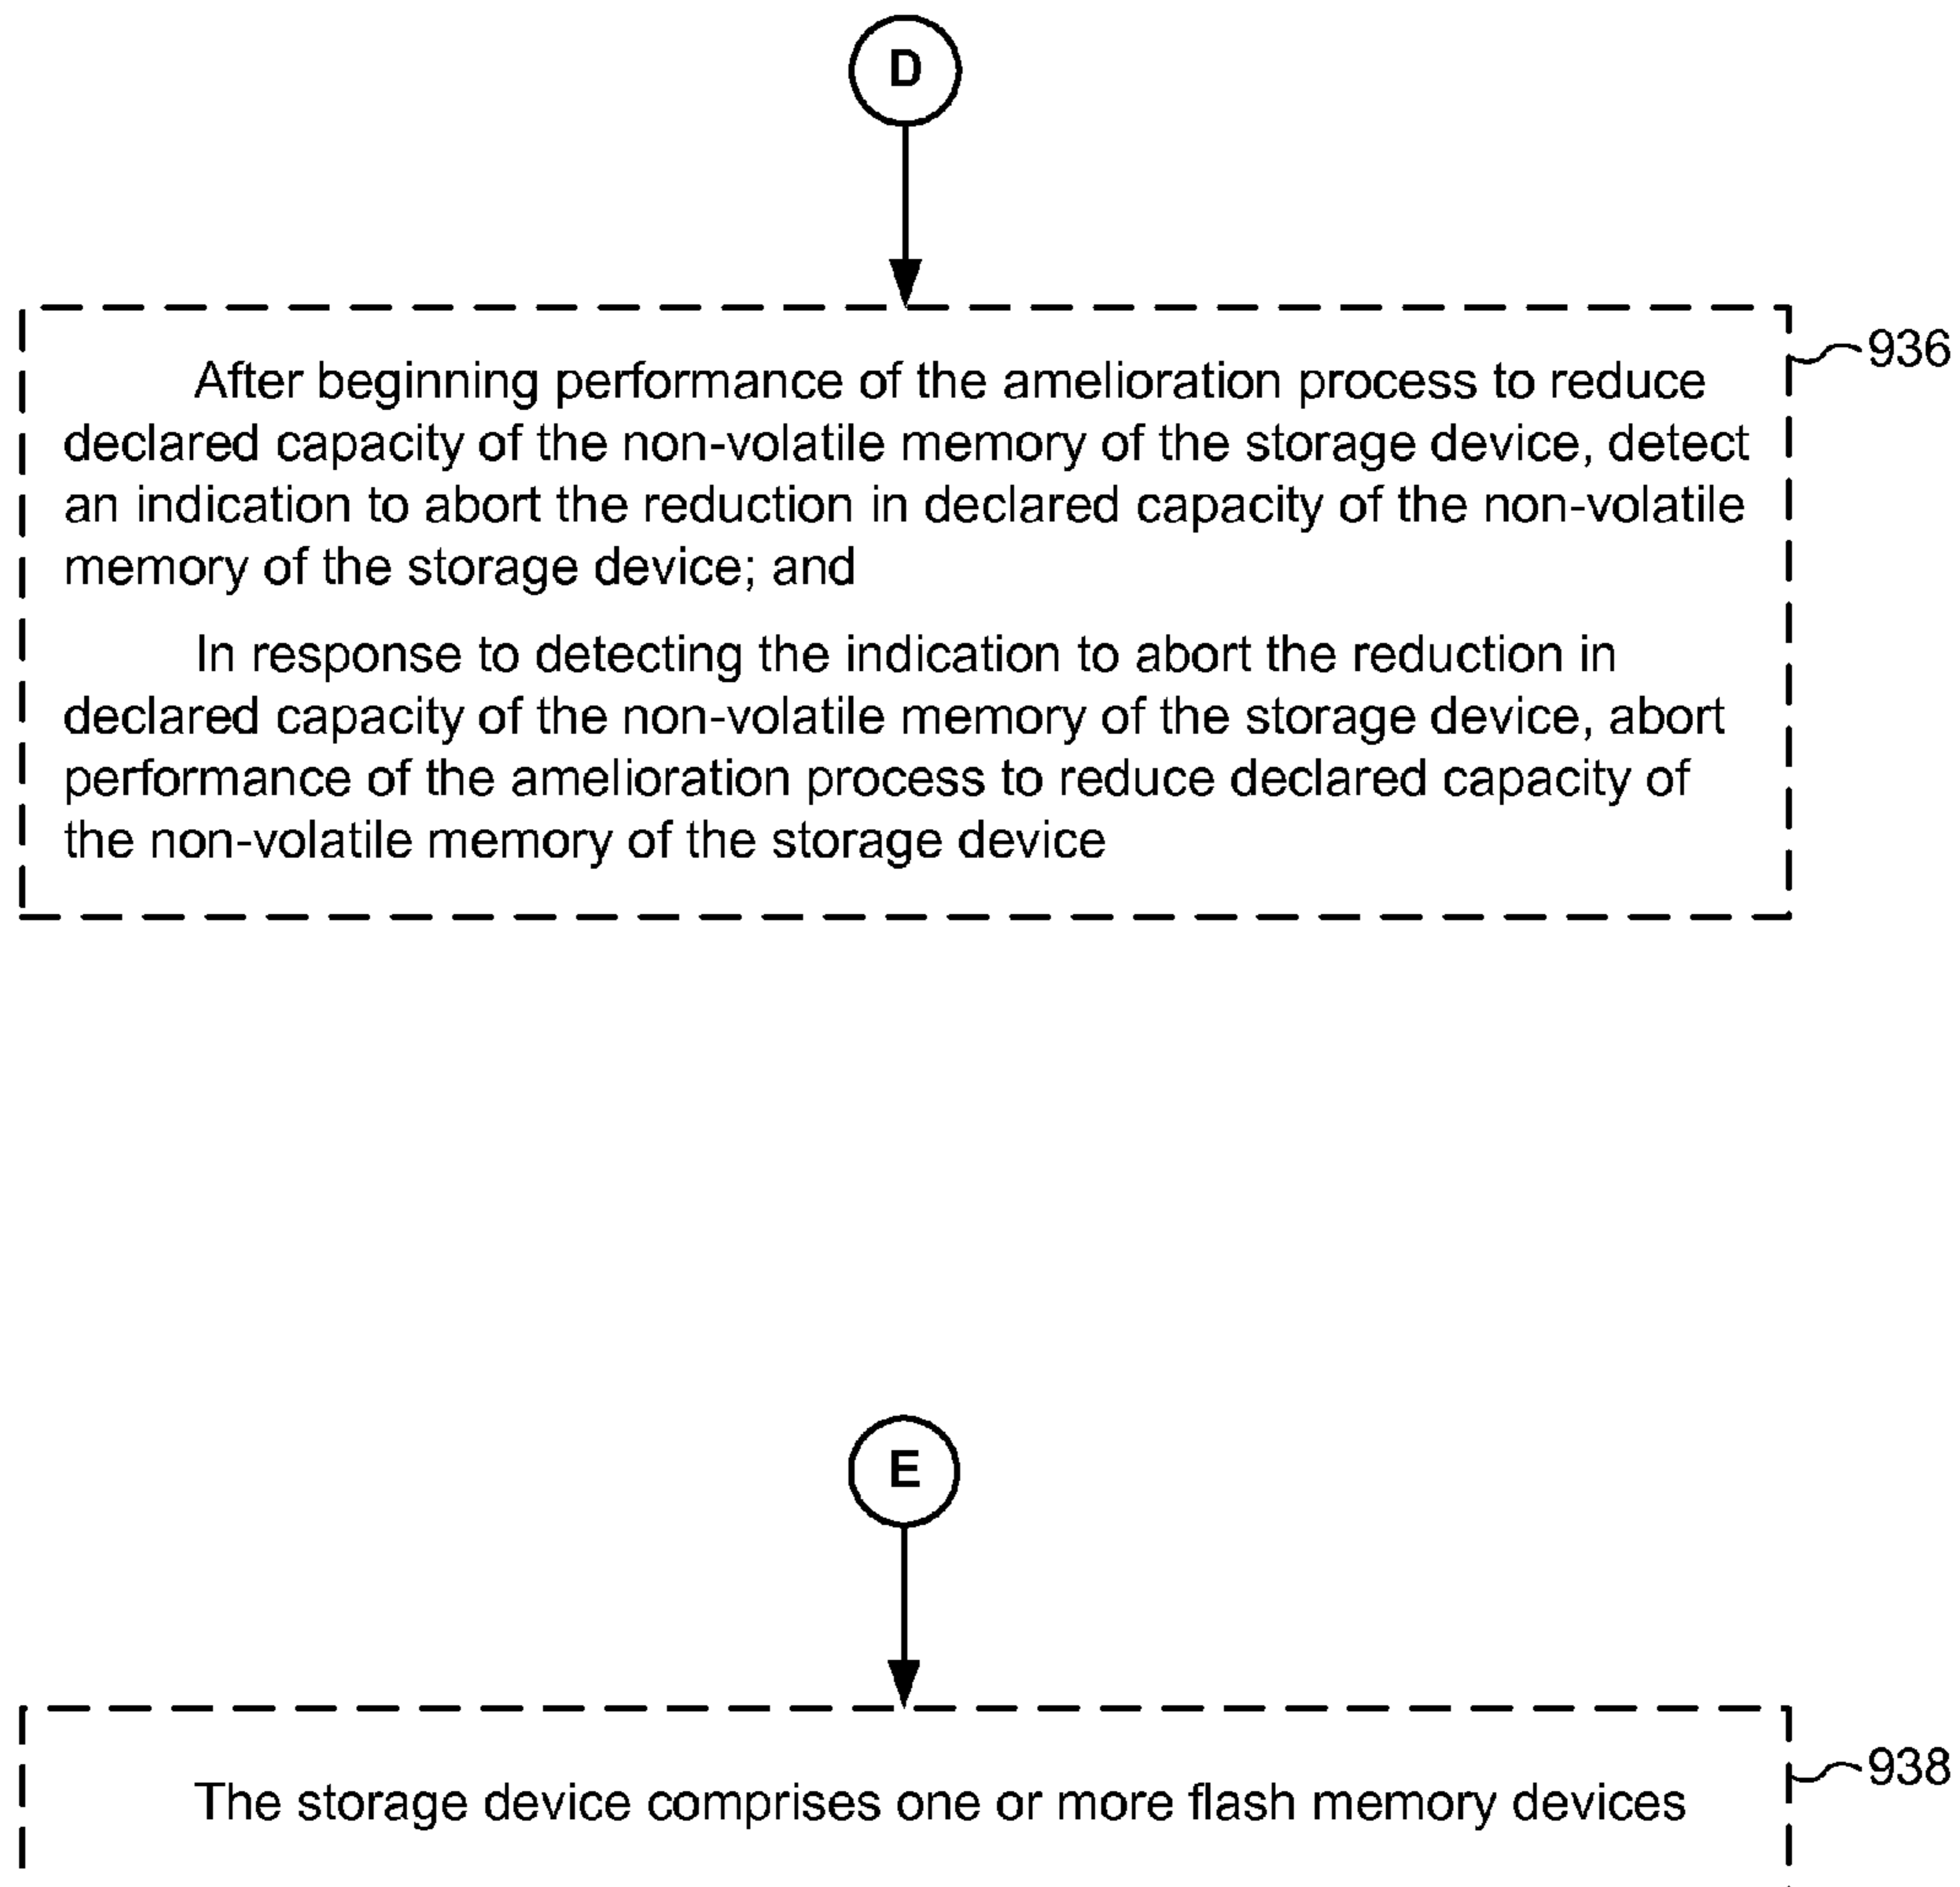 D
936
After beginning performance of the amelioration process to reduce
declared capacity of the non-volatile memory of the storage device, detect
an indication to abort the reduction in declared capacity of the non-volatile
memory of the storage device; and
In response to detecting the indication to abort the reduction in
declared capacity of the non-volatile memory of the storage device, abort
performance of the amelioration process to reduce declared capacity of
the non-volatile memory of the storage device
E
938
The storage device comprises one or more flash memory devices